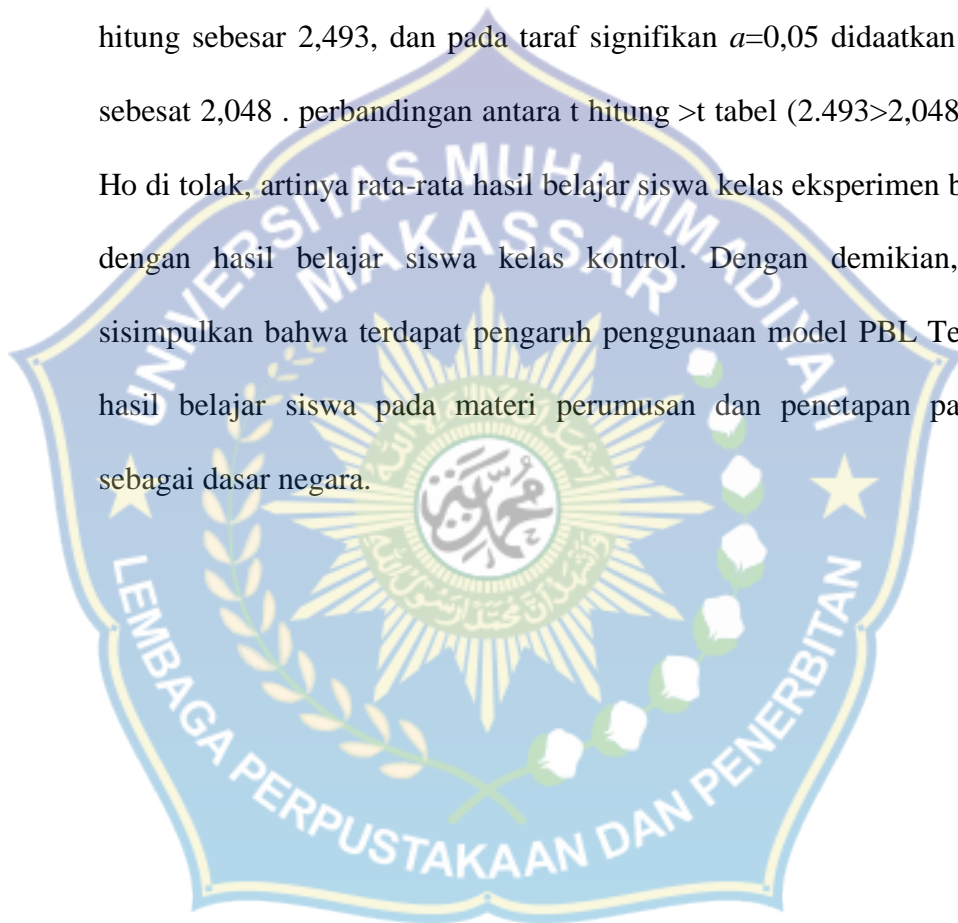 hitung sebesar 2,493, dan pada taraf signifikan a=0,05 didaatkan
sebesat 2,048 . perbandingan antara t hitung >t tabel (2.493>2,048
Ho di tolak, artinya rata-rata hasil belajar siswa kelas eksperimen b
dengan hasil belajar siswa kelas kontrol. Dengan demikian,
sisimpulkan bahwa terdapat pengaruh penggunaan model PBL Te
hasil belajar siswa pada materi perumusan dan penetapan pa
sebagai dasar negara.
UNIVERSITAS MUHAMMADIYAH
MAKASSAR
LEMBAGA PERPUSTAKAAN DAN PENERBITAN